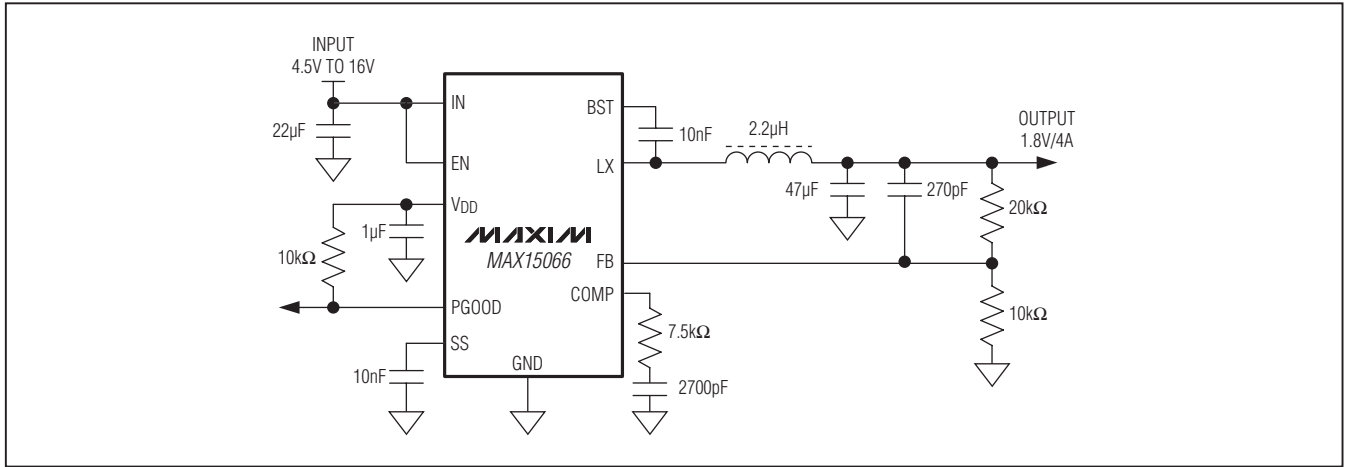 INPUT
4.5V TO 16V
22µF
IN
EN
VDD
1µF
10kΩ
PGOOD
SS
10nF
GND
MAXIM
MAX15066
BST
10nF
LX
2.2µH
47µF
270pF
OUTPUT
1.8V/4A
20kΩ
FB
COMP
7.5kΩ
2700pF
10kΩ